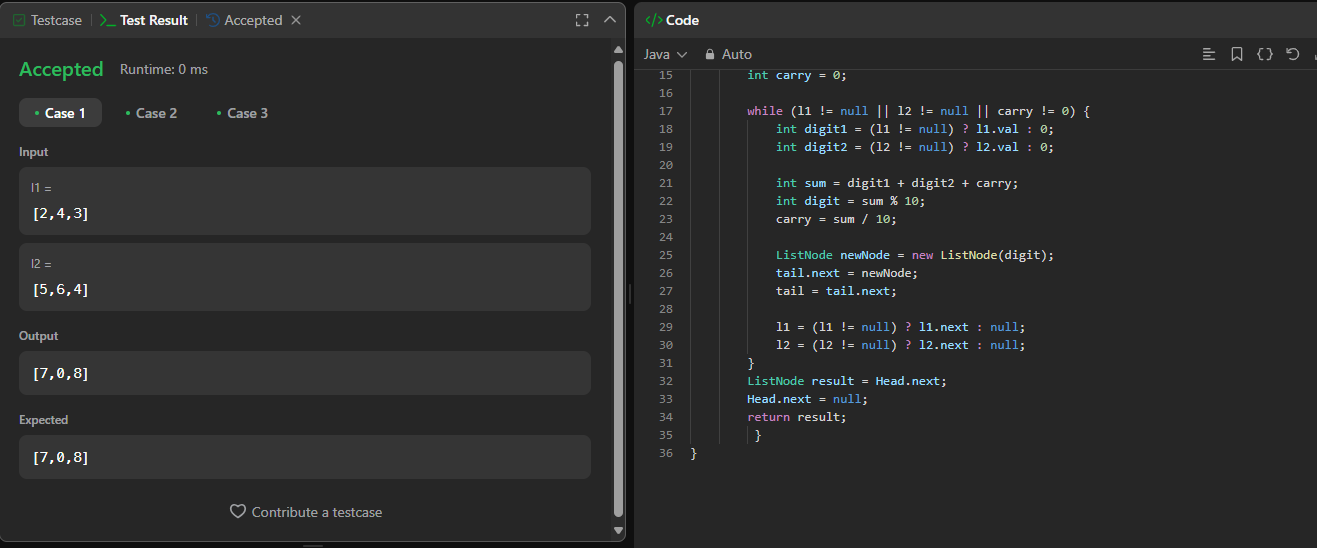 Testcase | Test Result | Accepted
Accepted Runtime: 0 ms
Case 1 Case 2 Case 3
Input
l1 =
[2,4,3]
l2 =
[5,6,4]
Output
[7,0,8]
Expected
[7,0,8]
Contribute a testcase
</> Code
Java Auto
15 int carry = 0;
16
17 while (l1 != null || l2 != null || carry != 0) {
18 int digit1 = (l1 != null) ? l1.val : 0;
19 int digit2 = (l2 != null) ? l2.val : 0;
20
21 int sum = digit1 + digit2 + carry;
22 int digit = sum % 10;
23 carry = sum / 10;
24
25 ListNode newNode = new ListNode(digit);
26 tail.next = newNode;
27 tail = tail.next;
28
29 l1 = (l1 != null) ? l1.next : null;
30 l2 = (l2 != null) ? l2.next : null;
31 }
32 ListNode result = Head.next;
33 Head.next = null;
34 return result;
35 }
36 }